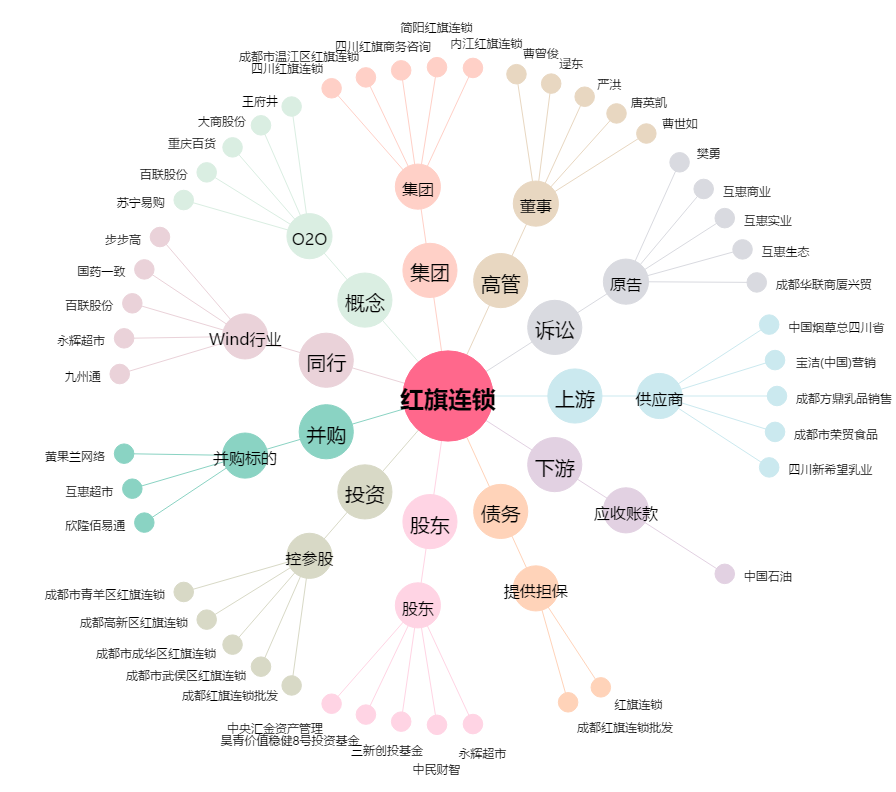 红旗连锁
集团
集团
四川红旗连锁
成都市温江区红旗连锁
四川红旗商务咨询
简阳红旗连锁
内江红旗连锁
高管
董事
曹曾俊
逯东
严洪
唐英凯
曹世如
诉讼
原告
樊勇
互惠商业
互惠实业
互惠生态
成都华联商厦兴贸
上游
供应商
中国烟草总四川省
宝洁(中国)营销
成都方鼎乳品销售
成都市荣贸食品
四川新希望乳业
下游
应收账款
中国石油
债务
提供担保
红旗连锁
成都红旗连锁批发
股东
股东
永辉超市
中民财智
三新创投基金
昊青价值稳健8号投资基金
中央汇金资产管理
投资
控参股
成都红旗连锁批发
成都市武侯区红旗连锁
成都市成华区红旗连锁
成都高新区红旗连锁
成都市青羊区红旗连锁
并购
并购标的
欣隆佰易通
互惠超市
黄果兰网络
同行
Wind行业
九州通
永辉超市
百联股份
国药一致
步步高
概念
O2O
苏宁易购
百联股份
重庆百货
大商股份
王府井